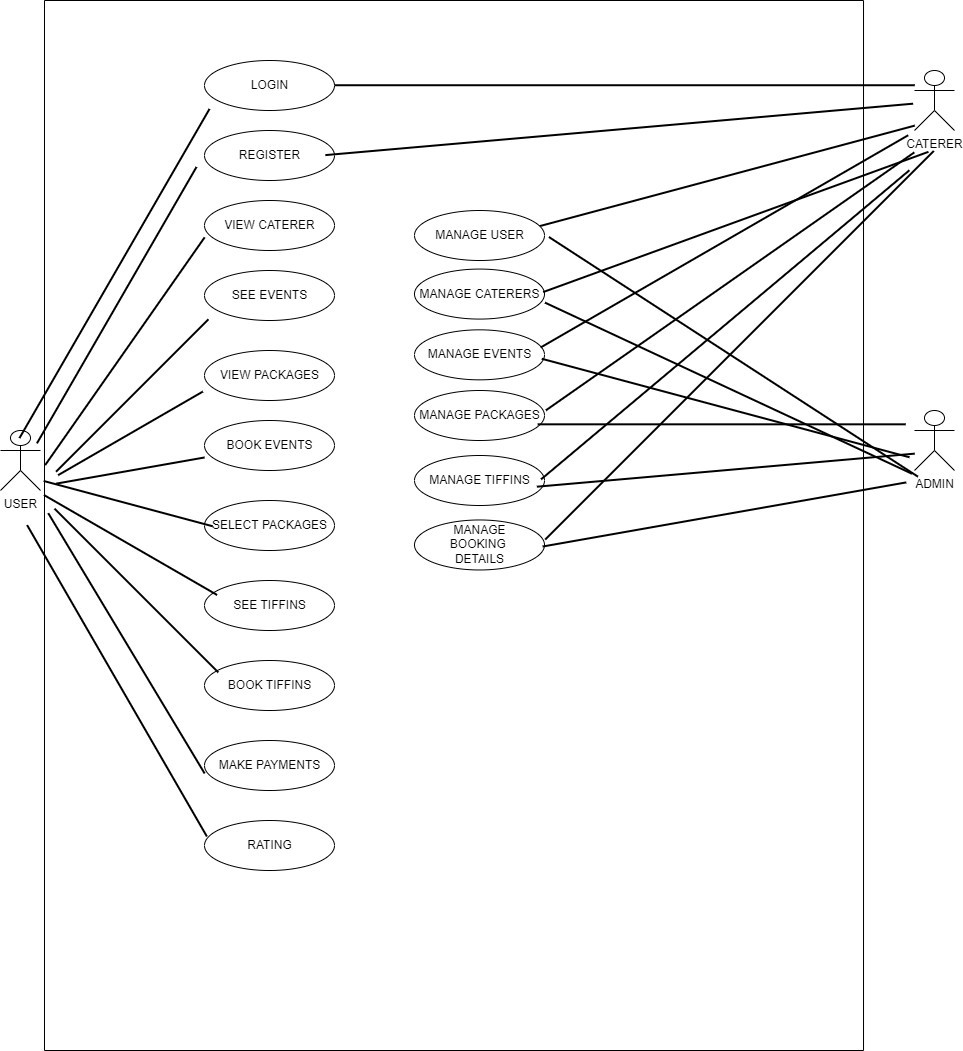 LOGIN
CATERER
REGISTER
VIEW CATERER
MANAGE USER
SEE EVENTS
MANAGE CATERERS
MANAGE EVENTS
VIEW PACKAGES
MANAGE PACKAGES
BOOK EVENTS
USER
MANAGE TIFFINS
ADMIN
SELECT PACKAGES
MANAGE
BOOKING
DETAILS
SEE TIFFINS
BOOK TIFFINS
MAKE PAYMENTS
RATING